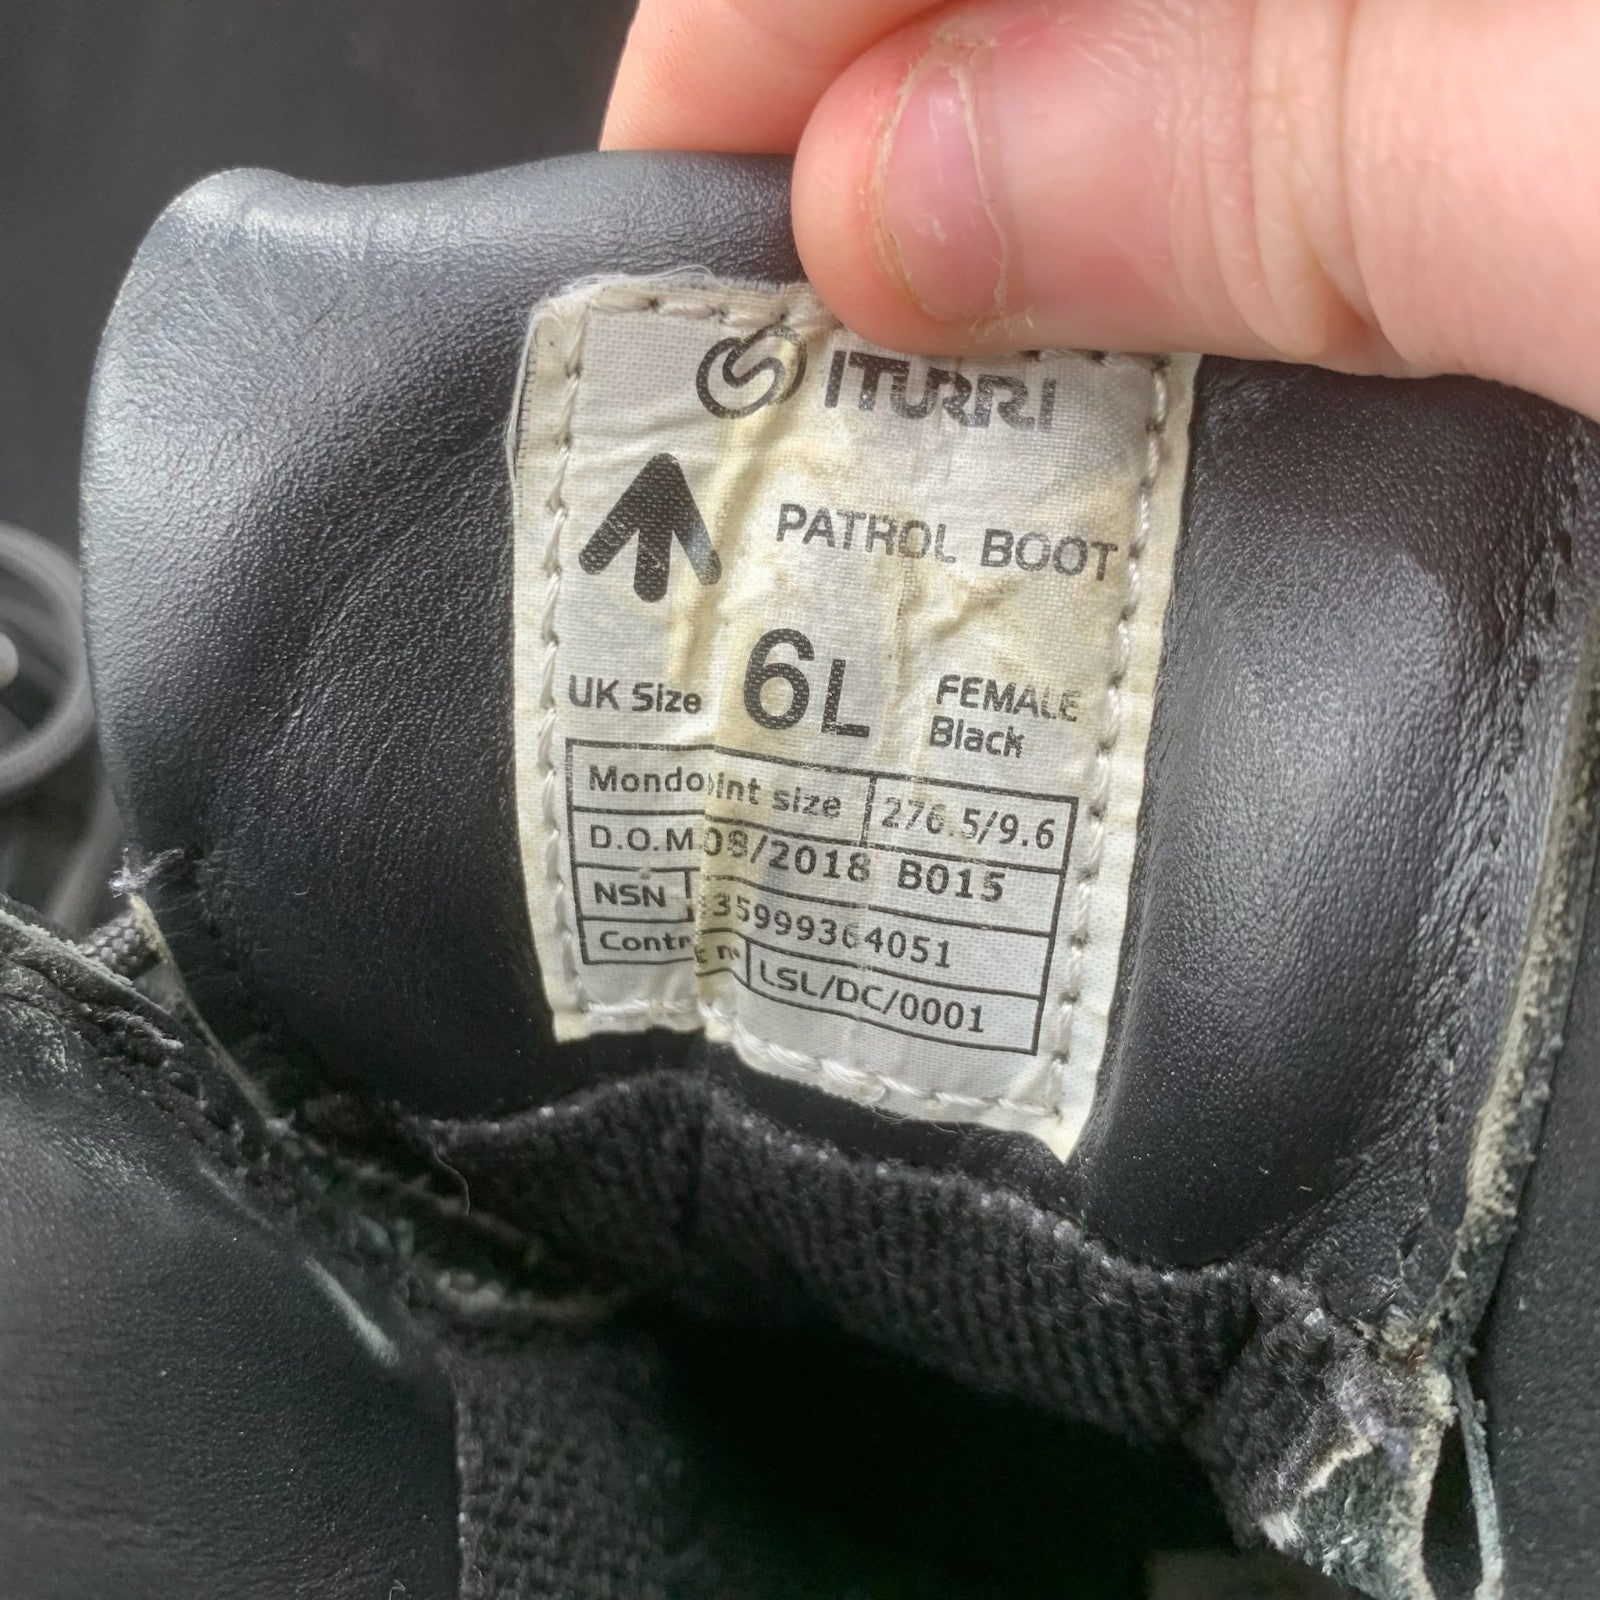 ITURRI
PATROL BOOT
UK Size 6L FEMALE
Black
Mondo int size 276.5/9.6
D.O.M 08/2018 B015
NSN 35999364051
Contr n° LSL/DC/0001